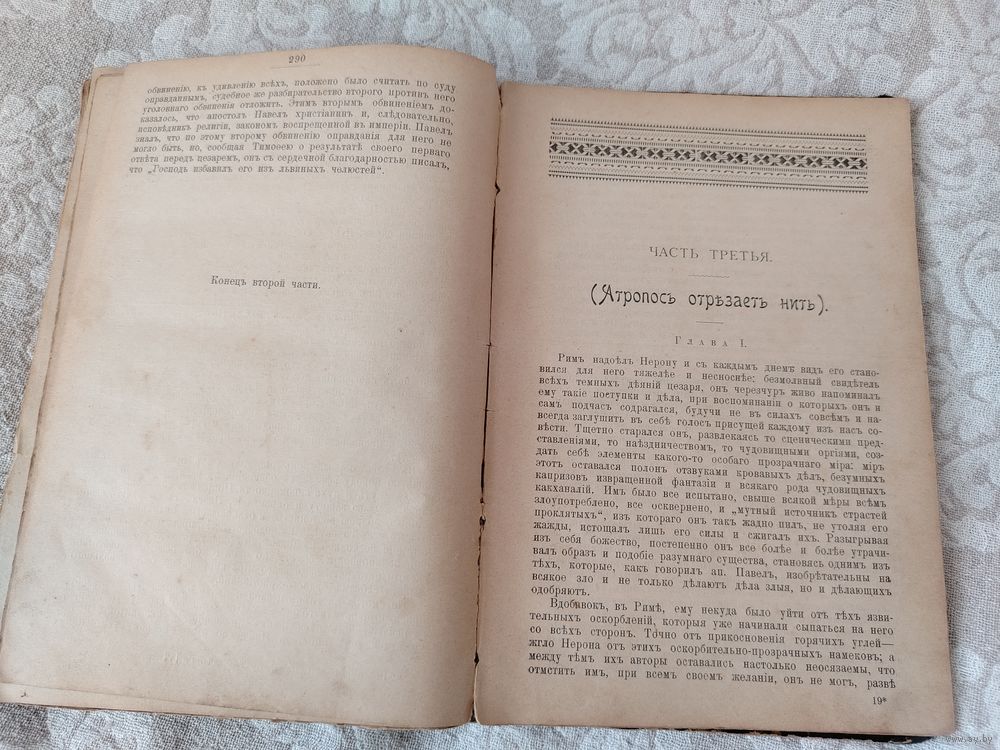 290
обвиненію, къ удивленію всѣхъ, положено было считать по суду
оправданнымъ, судебное же разбирательство второго противъ него
уголовнаго обвиненія отложить. Этимъ вторымъ обвиненіемъ до-
казалось, что апостолъ Павелъ христіанинъ и, слѣдовательно,
исповѣдникъ религіи, закономъ воспрещенной въ имперіи. Павелъ
зналъ, что по этому второму обвиненію оправданія для него не
могло быть, но, сообщая Тимоѳею о результатѣ своего перваго
отвѣта передъ цезаремъ, онъ съ сердечной благодарностью писалъ,
что „Господь избавилъ его изъ львиныхъ челюстей“.
Конецъ второй части.
ЧАСТЬ ТРЕТЬЯ.
(Атропосъ отрѣзаетъ нить).
Глава I.
Римъ надоѣлъ Нерону и съ каждымъ днемъ видъ его стано-
вился для него тяжелѣе и несноснѣе; безмолвный свидѣтель
всѣхъ темныхъ дѣяній цезаря, онъ черезчуръ живо напоминалъ
ему такіе поступки и дѣла, при воспоминаніи о которыхъ онъ и
самъ подчасъ содрагался, будучи не въ силахъ совсѣмъ и на-
всегда заглушить въ себѣ голосъ присущей каждому изъ насъ со-
вѣсти. Тщетно старался онъ, развлекаясь то сценическими пред-
ставленіями, то наѣздничествомъ, то чудовищными оргіями, соз-
дать себѣ элементы какого-то особаго прозрачнаго міра: міръ
этотъ оставался полонъ отзвуками кровавыхъ дѣлъ, безумныхъ
капризовъ извращенной фантазіи и всякаго рода чудовищныхъ
вакханалій. Имъ было все испытано, свыше всякой мѣры всѣмъ
злоупотреблено, все осквернено, и „мутный источникъ страстей
проклятыхъ“, изъ котораго онъ такъ жадно пилъ, не утоляя его
жажды, истощалъ лишь его силы и сжигалъ ихъ. Разыгрывая
изъ себя божество, постепенно онъ все болѣе и болѣе утрачи-
валъ образъ и подобіе разумнаго существа, становясь однимъ изъ
тѣхъ, которые, какъ говорилъ ап. Павелъ, изобрѣтательны на
всякое зло и не только дѣлаютъ дѣла злыя, но и дѣлающихъ
одобряютъ.
Вдобавокъ, въ Римѣ, ему некуда было уйти отъ тѣхъ язви-
тельныхъ оскорбленій, которыя уже начинали сыпаться на него
со всѣхъ сторонъ. Точно отъ прикосновенія горячихъ углей—
жгло Нерона отъ этихъ оскорбительно-прозрачныхъ намековъ; а
между тѣмъ ихъ авторы оставались настолько неосязаемы, что
отмстить имъ, при всемъ своемъ желаніи, онъ не могъ, развѣ
19*
www.ay.by